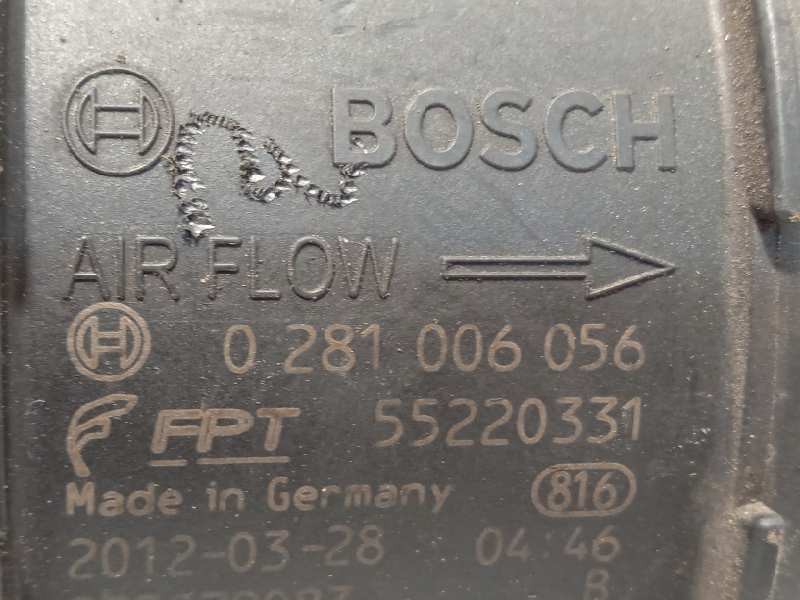 BOSCH
AIR FLOW
0 281 006 056
FPT 55220331
Made in Germany 816
2012-03-28 04:46
B